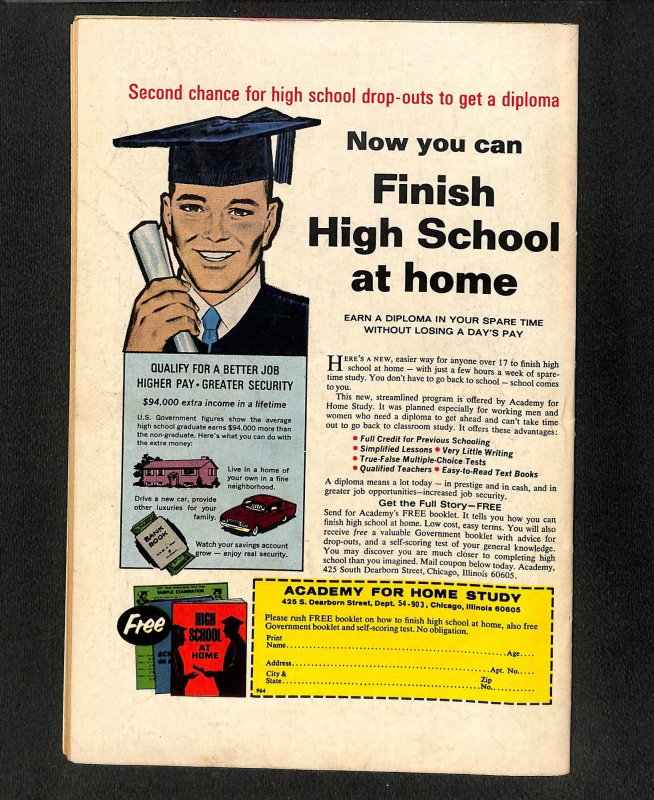 Second chance for high school drop-outs to get a diploma
Now you can
Finish
High School
at home
EARN A DIPLOMA IN YOUR SPARE TIME
WITHOUT LOSING A DAY'S PAY
QUALIFY FOR A BETTER JOB
HIGHER PAY • GREATER SECURITY
$94,000 extra income in a lifetime
U.S. Government figures show the average
high school graduate earns $94,000 more than
the non-graduate. Here's what you can do with
the extra money:
Live in a home of
your own in a fine
neighborhood.
Drive a new car, provide
other luxuries for your
family.
BANK
BOOK
Watch your savings account
grow — enjoy real security.
HERE'S A NEW, easier way for anyone over 17 to finish high
school at home — with just a few hours a week of spare-
time study. You don't have to go back to school — school comes
to you.
This new, streamlined program is offered by Academy for
Home Study. It was planned especially for working men and
women who need a diploma to get ahead and can't take time
out to go back to classroom study. It offers these advantages:
• Full Credit for Previous Schooling
• Simplified Lessons • Very Little Writing
• True-False Multiple-Choice Tests
• Qualified Teachers • Easy-to-Read Text Books
A diploma means a lot today — in prestige and in cash, and in
greater job opportunities—increased job security.
Get the Full Story—FREE
Send for Academy's FREE booklet. It tells you how you can
finish high school at home. Low cost, easy terms. You will also
receive free a valuable Government booklet with advice for
drop-outs, and a self-scoring test of your general knowledge.
You may discover you are much closer to completing high
school than you imagined. Mail coupon below today. Academy,
425 South Dearborn Street, Chicago, Illinois 60605.
Free
SAMPLE EXAMINATION
HIGH
SCHOOL
AT
HOME
ACADEMY FOR HOME STUDY
425 S. Dearborn Street, Dept. 54-903, Chicago, Illinois 60605
Please rush FREE booklet on how to finish high school at home, also free
Government booklet and self-scoring test. No obligation.
Print
Name Age
Address Apt. No.
City & Zip
State No.
964